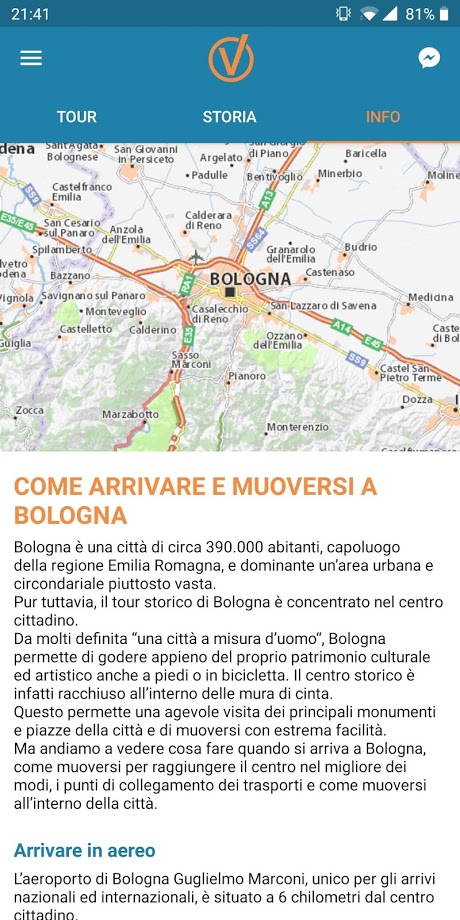 21:41
81%
TOUR
STORIA
INFO
dena
Sant'Agata
Bolognese
San Giovanni
in Persiceto
Argelato
di Piano
Baricella
Padulle
Bentivoglio
Minerbio
Moline
SS9
A13
Castelfranco
Emilia
Calderara
di Reno
E35/E45
San Cesario
sul Panaro
Anzola
dell'Emilia
SS64
Granarolo
dell'Emilia
Budrio
Spilamberto
Bazzano
BOLOGNA
Castenaso
RA1
Savignano sul Panaro
Monteveglio
Casalecchio
di Reno
San Lazzaro di Savena
Medicina
Castelletto
Calderino
E35
A14
E45
Guiglia
Ozzano
dell'Emilia
SS9
Caste
di Bol
Sasso
Marconi
Pianoro
Castel San
Pietro Terme
Dozza
Zocca
Marzabotto
Monterenzio
COME ARRIVARE E MUOVERSI A
BOLOGNA
Bologna è una città di circa 390.000 abitanti, capoluogo
della regione Emilia Romagna, e dominante un'area urbana e
circondariale piuttosto vasta.
Pur tuttavia, il tour storico di Bologna è concentrato nel centro
cittadino.
Da molti definita “una città a misura d'uomo“, Bologna
permette di godere appieno del proprio patrimonio culturale
ed artistico anche a piedi o in bicicletta. Il centro storico è
infatti racchiuso all'interno delle mura di cinta.
Questo permette una agevole visita dei principali monumenti
e piazze della città e di muoversi con estrema facilità.
Ma andiamo a vedere cosa fare quando si arriva a Bologna,
come muoversi per raggiungere il centro nel migliore dei
modi, i punti di collegamento dei trasporti e come muoversi
all'interno della città.
Arrivare in aereo
L'aeroporto di Bologna Guglielmo Marconi, unico per gli arrivi
nazionali ed internazionali, è situato a 6 chilometri dal centro
cittadino.